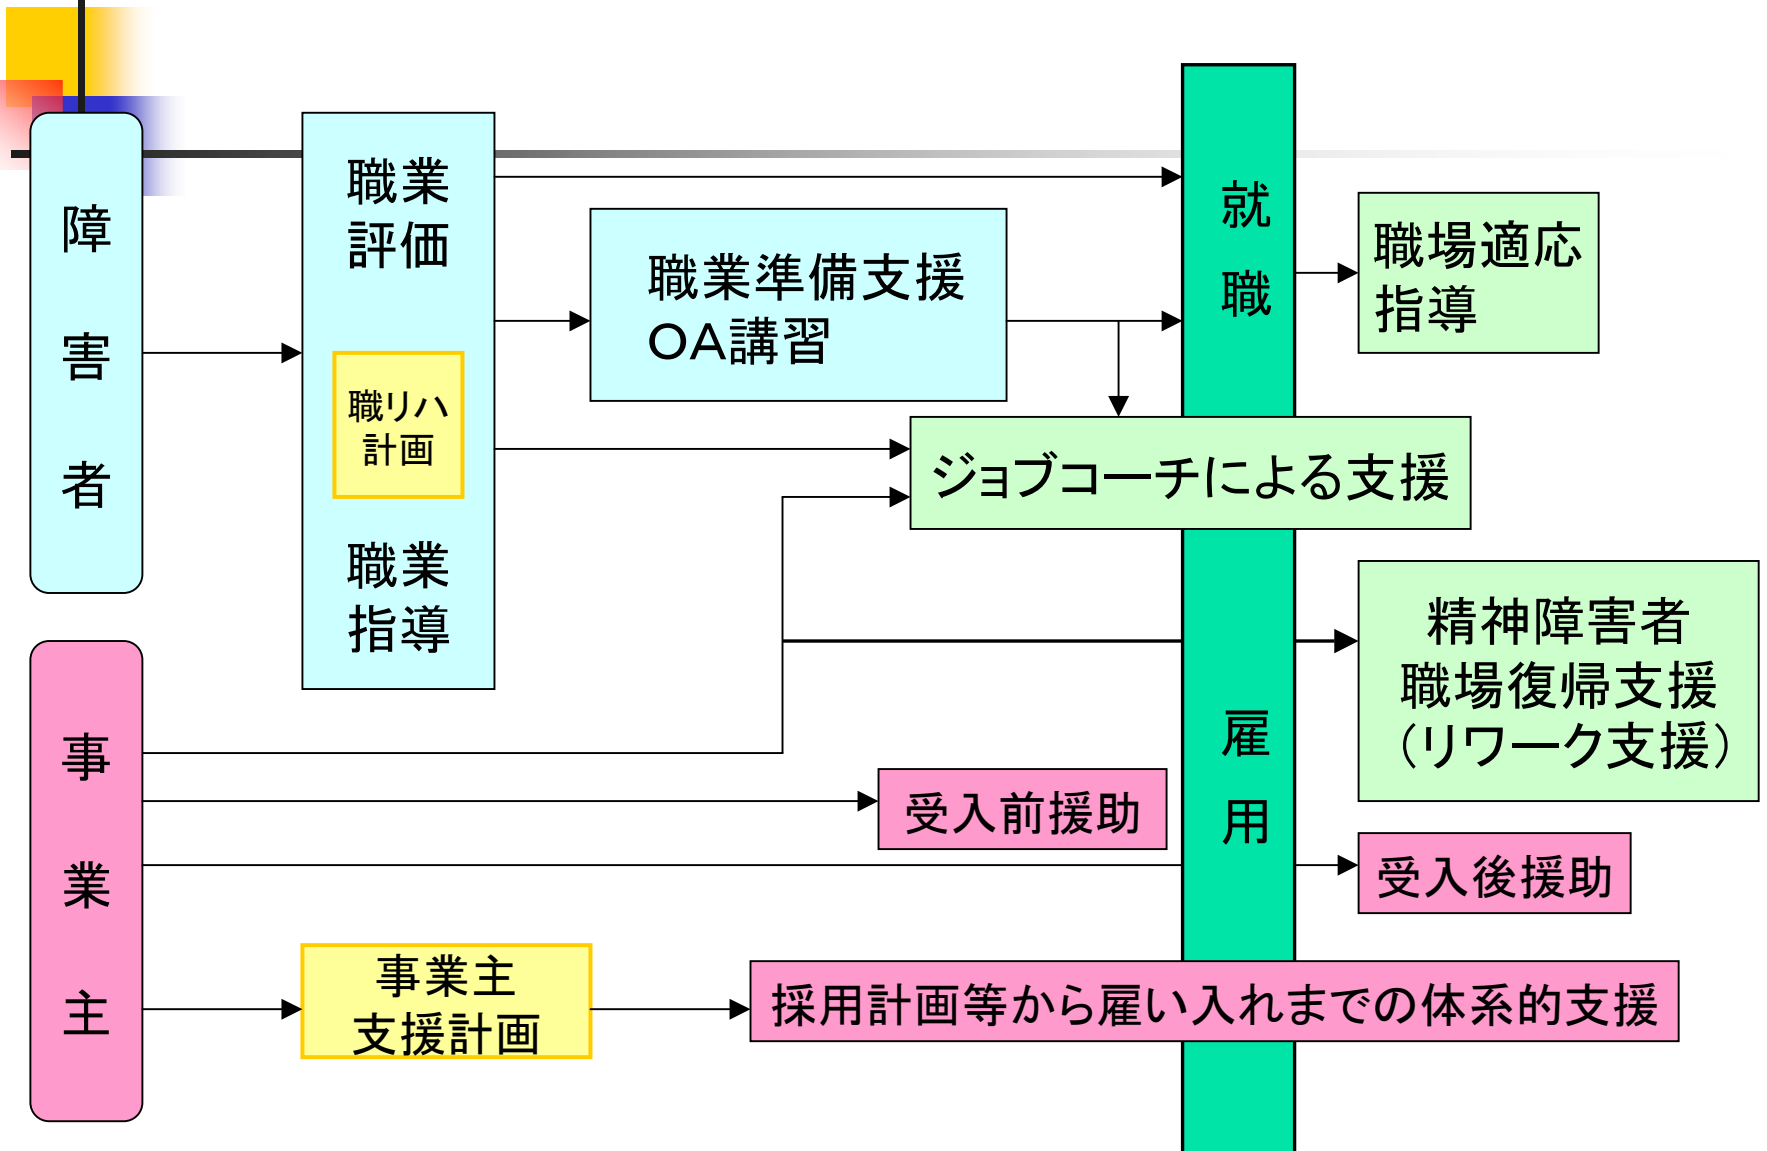 障害者
職業
評価
職リハ
計画
職業
指導
職業準備支援
OA講習
就職
職場適応
指導
ジョブコーチによる支援
雇用
精神障害者
職場復帰支援
（リワーク支援）
事業主
受入前援助
受入後援助
事業主
支援計画
採用計画等から雇い入れまでの体系的支援